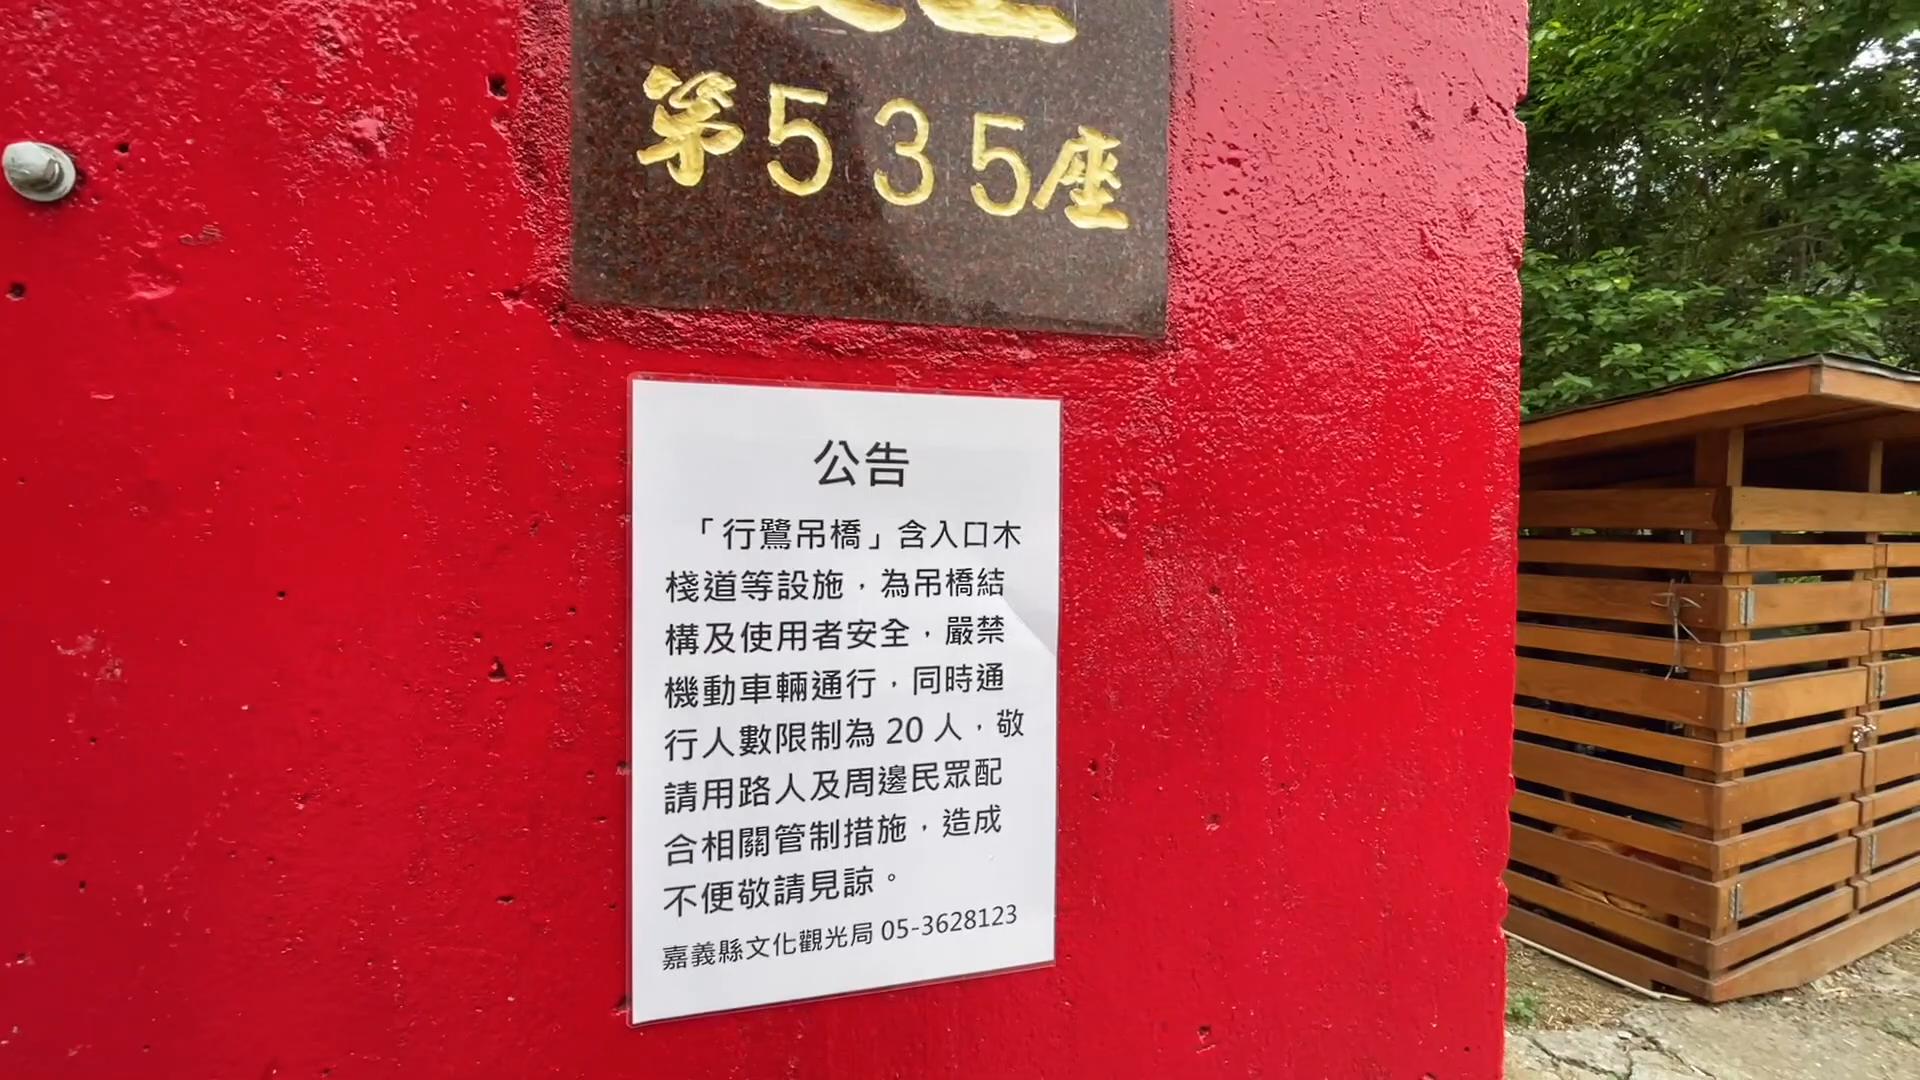 第535座
公告
「行鷺吊橋」含入口木
棧道等設施，為吊橋結
構及使用者安全，嚴禁
機動車輛通行，同時通
行人數限制為 20 人，敬
請用路人及周邊民眾配
合相關管制措施，造成
不便敬請見諒。
嘉義縣文化觀光局 05-3628123